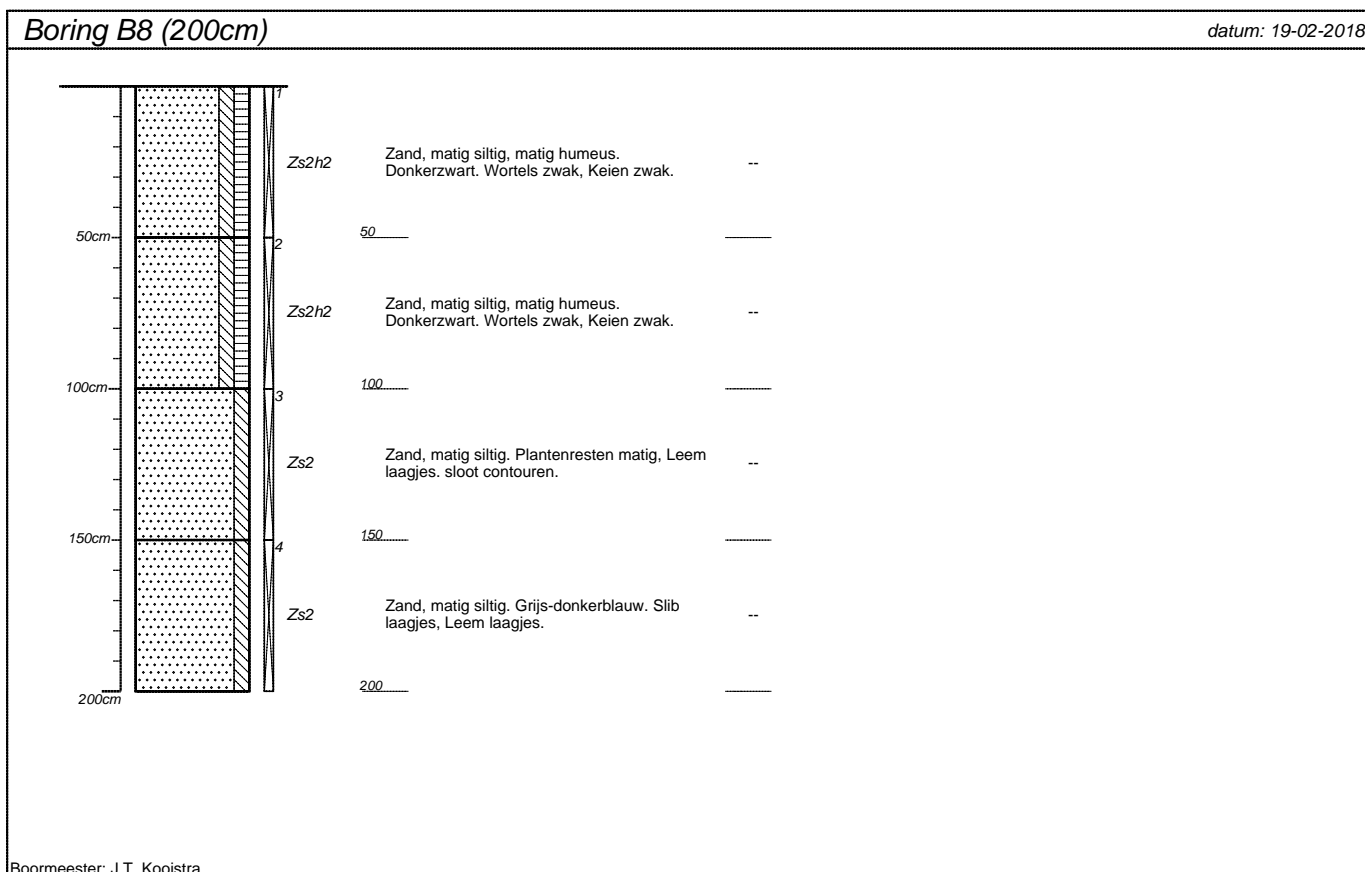 Boring B8 (200cm)
datum: 19-02-2018
1
Zs2h2
Zand, matig siltig, matig humeus.
Donkerzwart. Wortels zwak, Keien zwak.
--
50cm
2
50
Zs2h2
Zand, matig siltig, matig humeus.
Donkerzwart. Wortels zwak, Keien zwak.
--
100cm
3
100
Zs2
Zand, matig siltig. Plantenresten matig, Leem
laagjes. sloot contouren.
--
150cm
4
150
Zs2
Zand, matig siltig. Grijs-donkerblauw. Slib
laagjes, Leem laagjes.
--
200cm
200
Boormeester: J.T. Kooistra